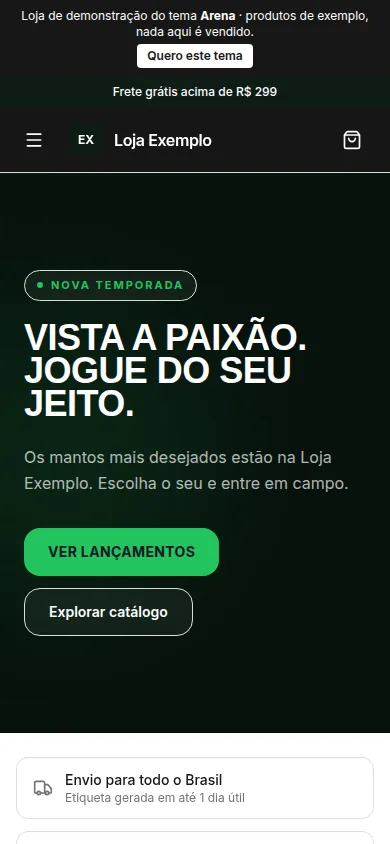 Loja de demonstração do tema Arena · produtos de exemplo,
nada aqui é vendido.
Quero este tema
Frete grátis acima de R$ 299
EX Loja Exemplo
NOVA TEMPORADA
VISTA A PAIXÃO.
JOGUE DO SEU
JEITO.
Os mantos mais desejados estão na Loja
Exemplo. Escolha o seu e entre em campo.
VER LANÇAMENTOS
Explorar catálogo
Envio para todo o Brasil
Etiqueta gerada em até 1 dia útil